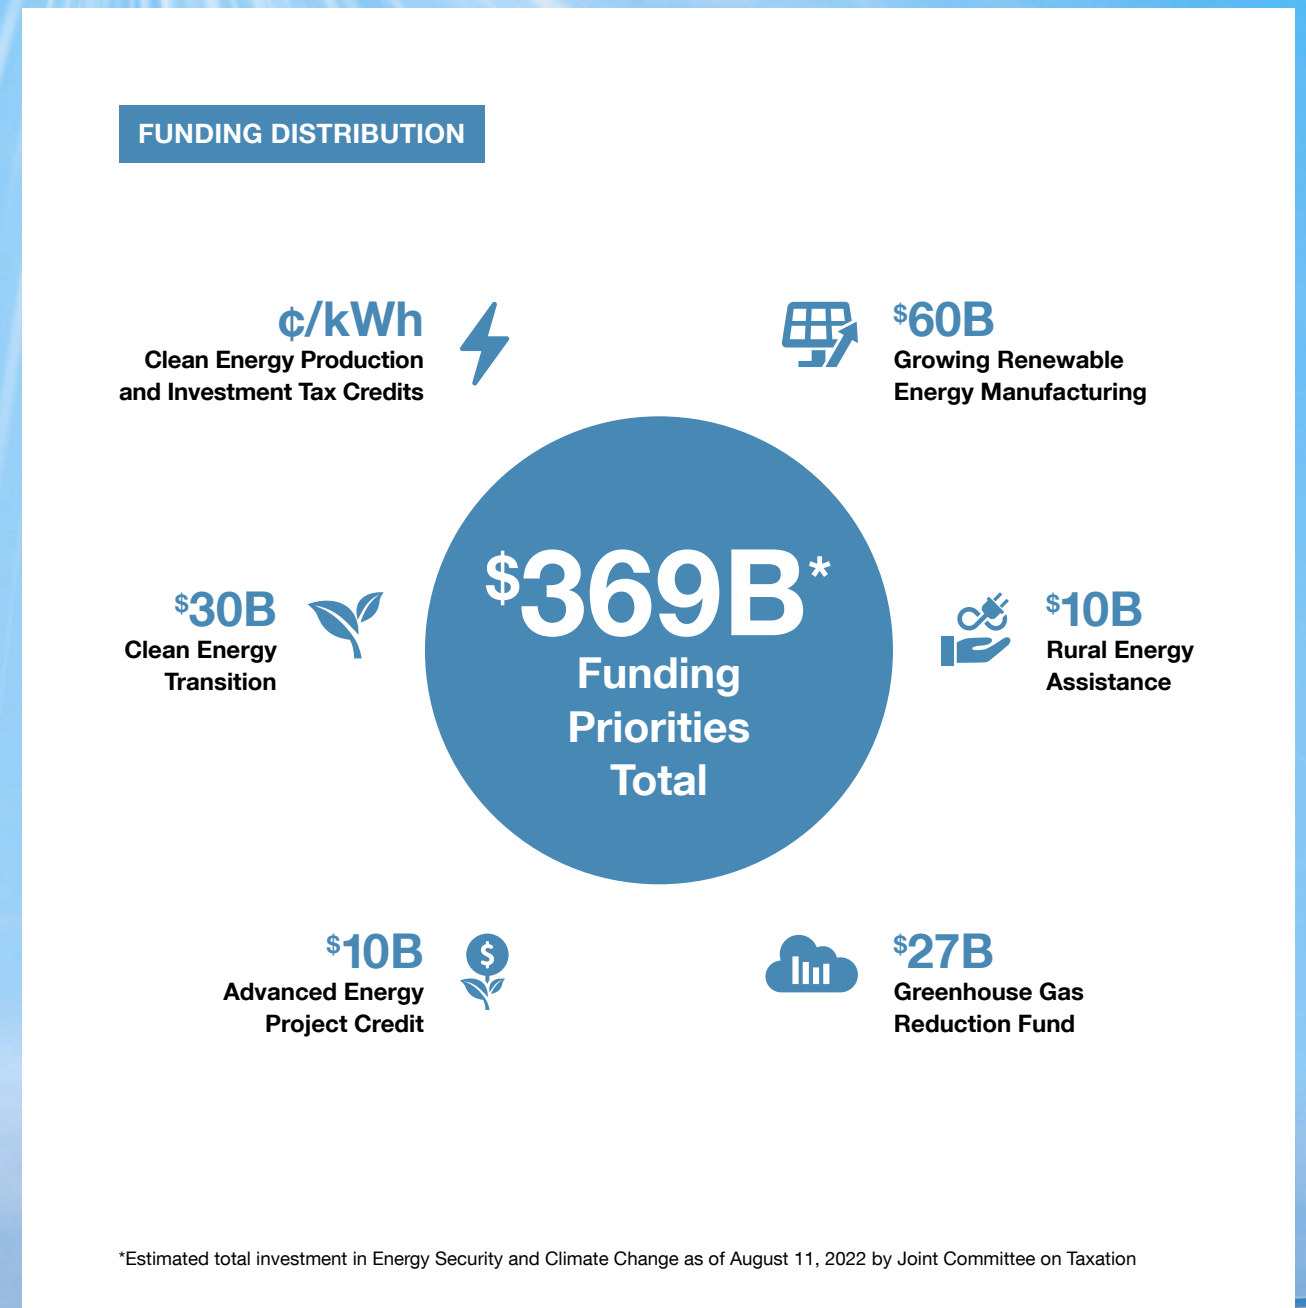 FUNDING DISTRIBUTION
¢/kWh
Clean Energy Production
and Investment Tax Credits
$60B
Growing Renewable
Energy Manufacturing
$369B*
Funding
Priorities
Total
$30B
Clean Energy
Transition
$10B
Rural Energy
Assistance
$10B
Advanced Energy
Project Credit
$
$27B
Greenhouse Gas
Reduction Fund
*Estimated total investment in Energy Security and Climate Change as of August 11, 2022 by Joint Committee on Taxation